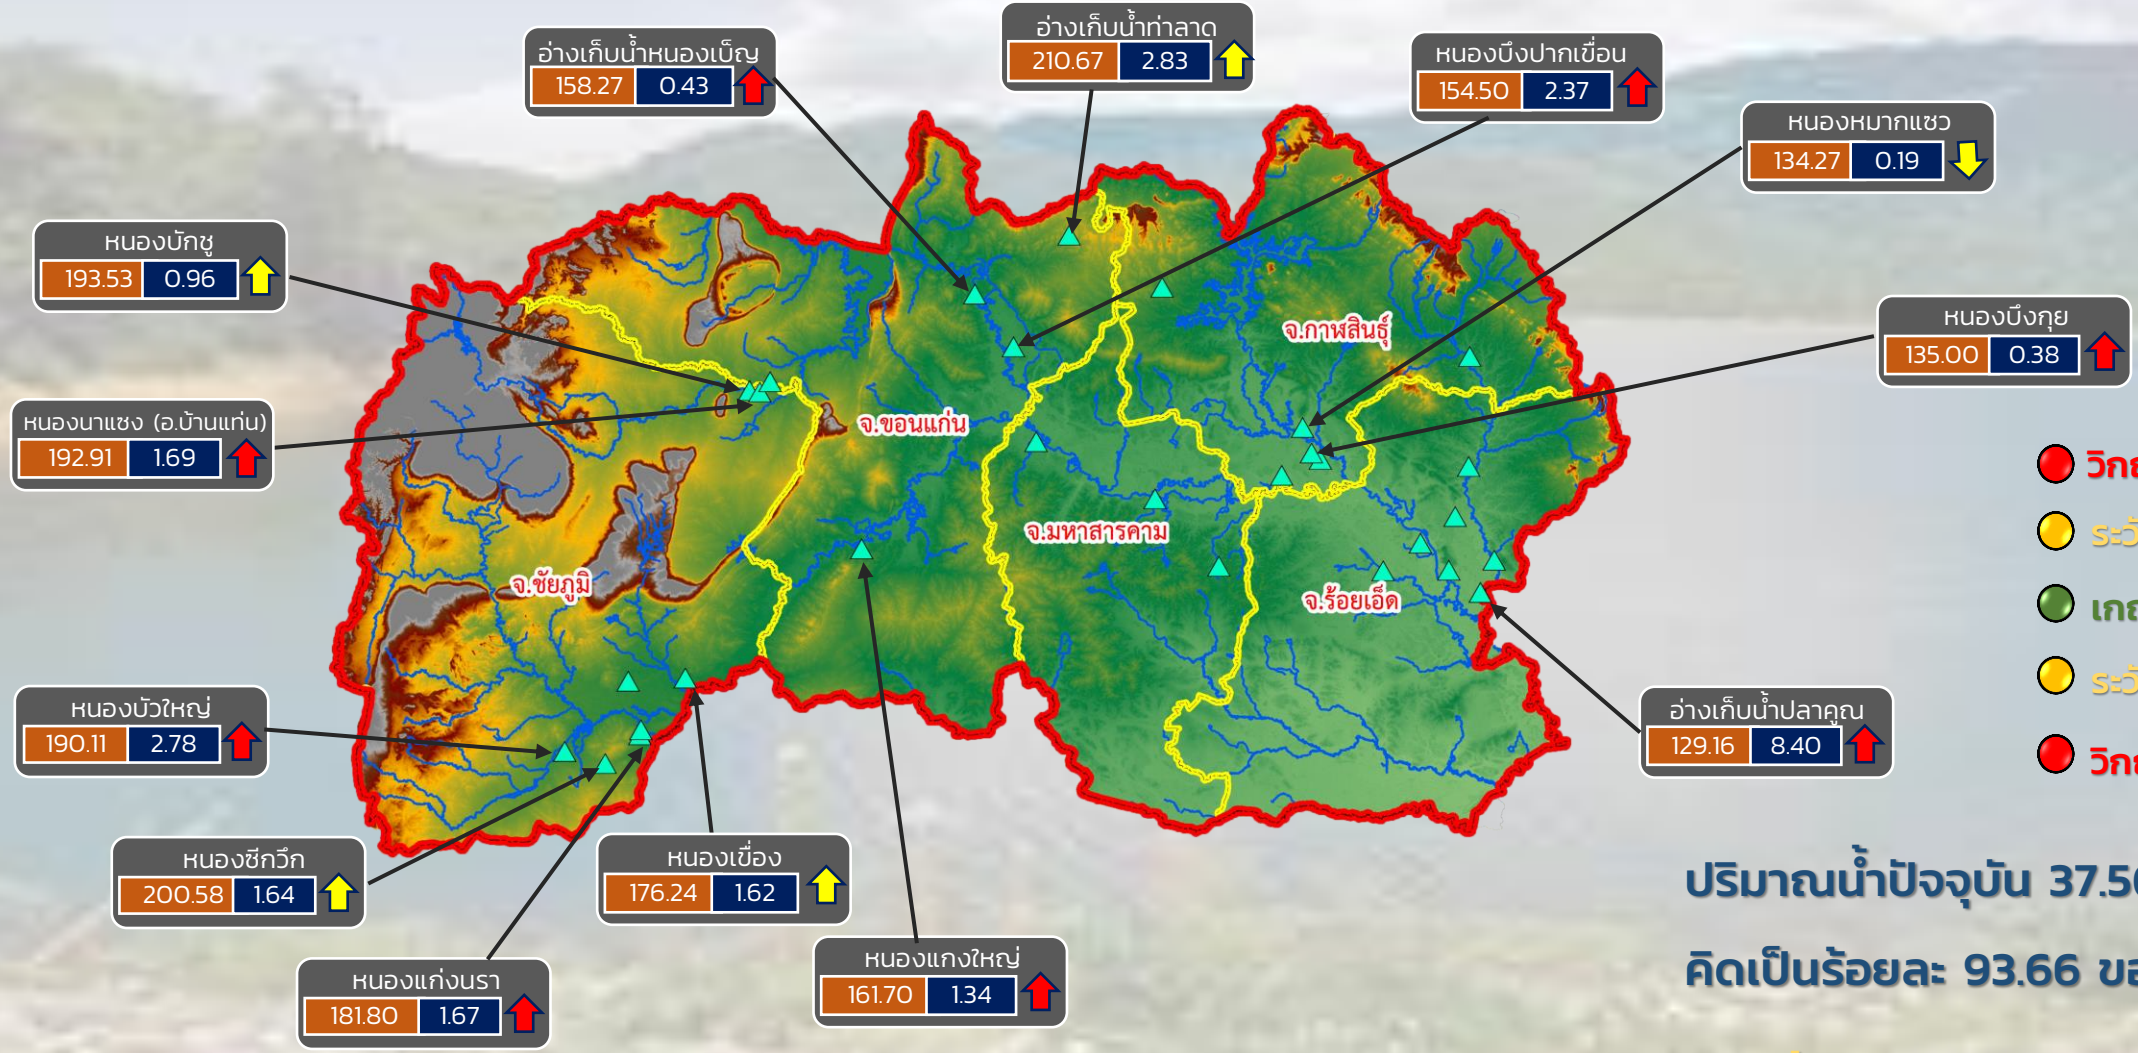 อ่างเก็บน้ำท่าลาด
210.67 2.83
อ่างเก็บน้ำหนองเบ็ญ
158.27 0.43
หนองบึงปากเขื่อน
154.50 2.37
หนองหมากแซว
134.27 0.19
หนองบักชู
193.53 0.96
หนองบึงกุย
135.00 0.38
จ.กาฬสินธุ์
หนองนาแซง (อ.บ้านแท่น)
192.91 1.69
จ.ขอนแก่น
จ.มหาสารคาม
จ.ชัยภูมิ
จ.ร้อยเอ็ด
หนองบัวใหญ่
190.11 2.78
อ่างเก็บน้ำปลาคูณ
129.16 8.40
หนองซีกวึก
200.58 1.64
หนองเขื่อง
176.24 1.62
หนองแก่งนรา
181.80 1.67
หนองแกงใหญ่
161.70 1.34
ปริมาณน้ำปัจจุบัน
คิดเป็นร้อยละ 93.66